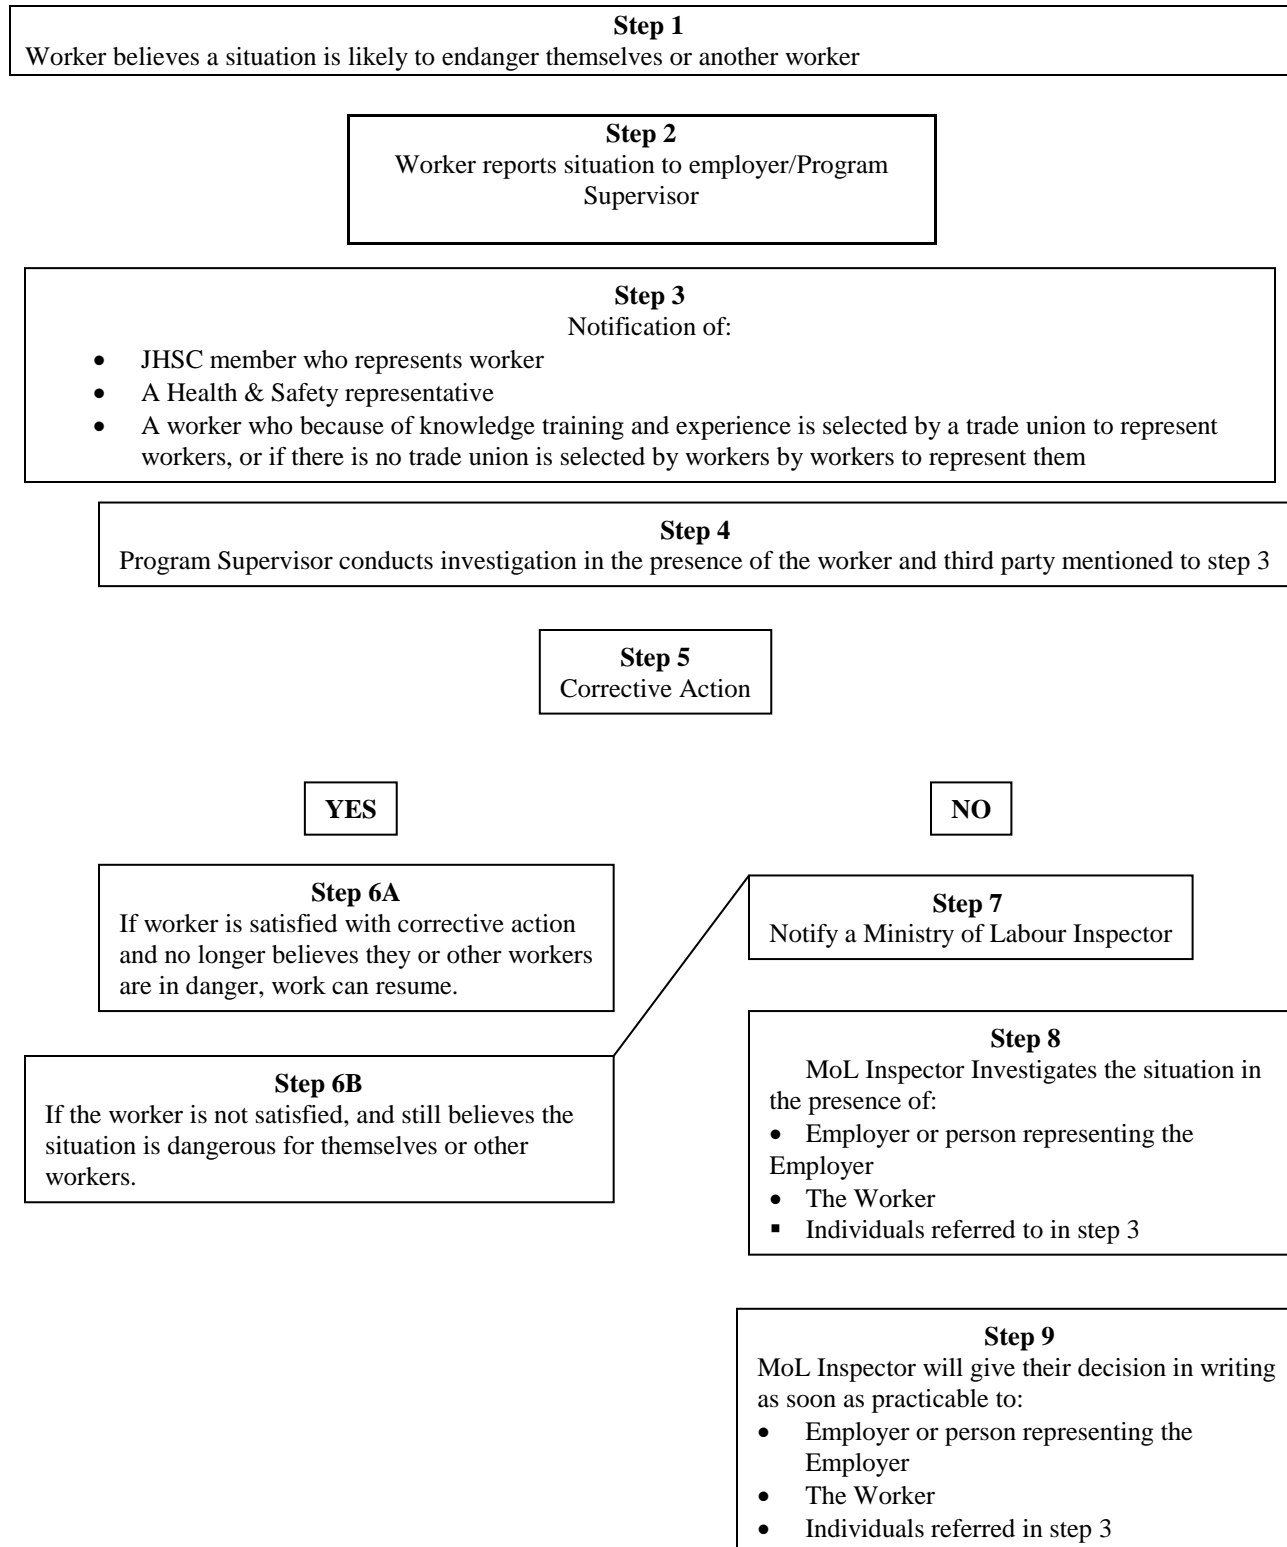 Step 1
Worker believes a situation is likely to endanger themselves or another worker
Step 2
Worker reports situation to employer/Program
Supervisor
Step 3
Notification of:
• JHSC member who represents worker
• A Health & Safety representative
• A worker who because of knowledge training and experience is selected by a trade union to represent
workers, or if there is no trade union is selected by workers by workers to represent them
Step 4
Program Supervisor conducts investigation in the presence of the worker and third party mentioned to step 3
Step 5
Corrective Action
YES
NO
Step 6A
If worker is satisfied with corrective action
and no longer believes they or other workers
are in danger, work can resume.
Step 6B
If the worker is not satisfied, and still believes the
situation is dangerous for themselves or other
workers.
Step 7
Notify a Ministry of Labour Inspector
Step 8
MoL Inspector Investigates the situation in
the presence of:
• Employer or person representing the
Employer
• The Worker
▪ Individuals referred to in step 3
Step 9
MoL Inspector will give their decision in writing
as soon as practicable to:
• Employer or person representing the
Employer
• The Worker
• Individuals referred in step 3